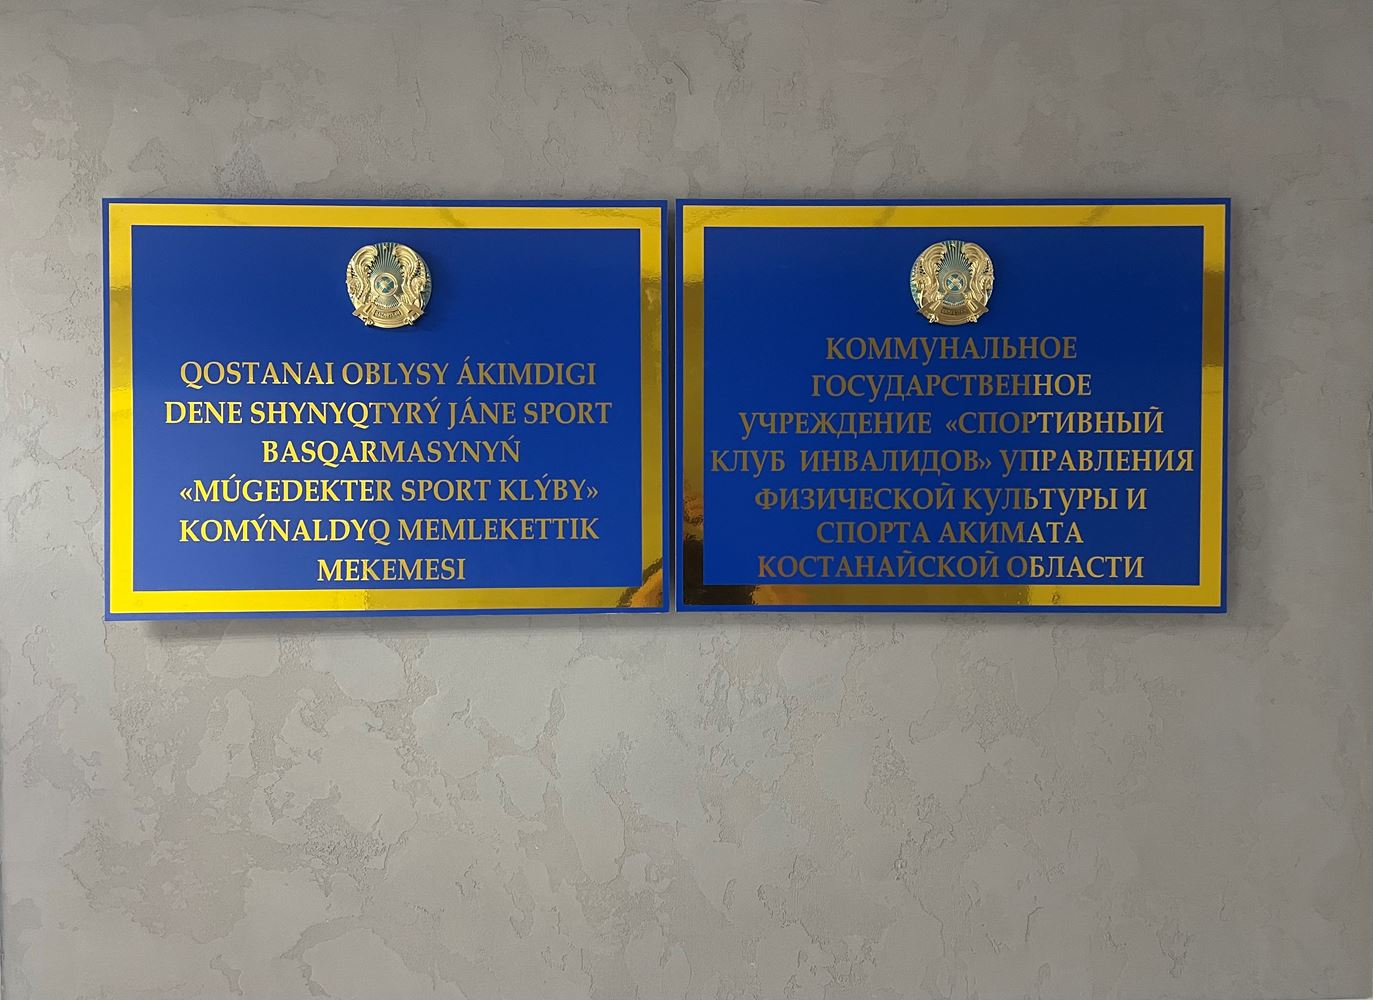 QOSTANAI OBLYSY ÁKIMDIGI
DENE SHYNYQTYRÝ JÁNE SPORT
BASQARMASYNYŃ
«MÚGEDEKTER SPORT KLÝBY»
KOMÝNALDYQ MEMLEKETTIK
MEKEMESI
КОММУНАЛЬНОЕ
ГОСУДАРСТВЕННОЕ
УЧРЕЖДЕНИЕ «СПОРТИВНЫЙ
КЛУБ ИНВАЛИДОВ» УПРАВЛЕНИЯ
ФИЗИЧЕСКОЙ КУЛЬТУРЫ И
СПОРТА АКИМАТА
КОСТАНАЙСКОЙ ОБЛАСТИ